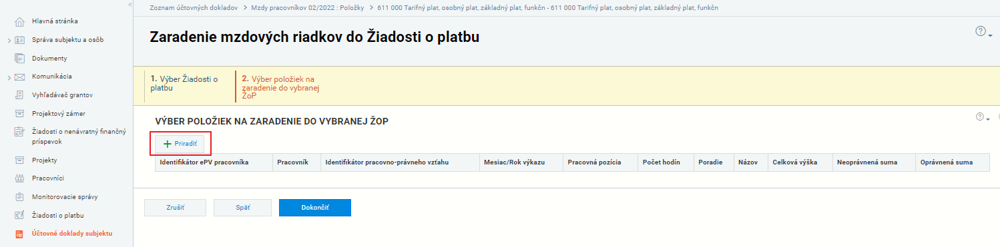 Zoznam účtovných dokladov > Mzdy pracovníkov 02/2022 : Položky > 611 000 Tarifný plat, osobný plat, základný plat, funkčn - 611 000 Tarifný plat, osobný plat, základný plat, funkčn
Hlavná stránka
Správa subjektu a osôb
Dokumenty
Komunikácia
Vyhľadávač grantov
Projektový zámer
Žiadosti o nenávratný finančný
príspevok
Projekty
Pracovníci
Monitorovacie správy
Žiadosti o platbu
Účtovné doklady subjektu
Zaradenie mzdových riadkov do Žiadosti o platbu
1. Výber Žiadosti o
platbu
2. Výber položiek na
zaradenie do vybranej
ŽoP
VÝBER POLOŽIEK NA ZARADENIE DO VYBRANEJ ŽOP
Priradiť
Identifikátor ePV pracovníka Pracovník Identifikátor pracovno-právneho vzťahu Mesiac/Rok výkazu Pracovná pozícia Počet hodín Poradie Názov Celková výška Neoprávnená suma Oprávnená suma
Zrušiť Späť Dokončiť